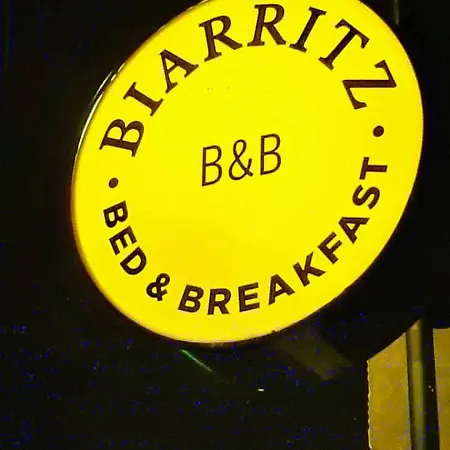 BIARRITZ
B&B
• BED & BREAKFAST •